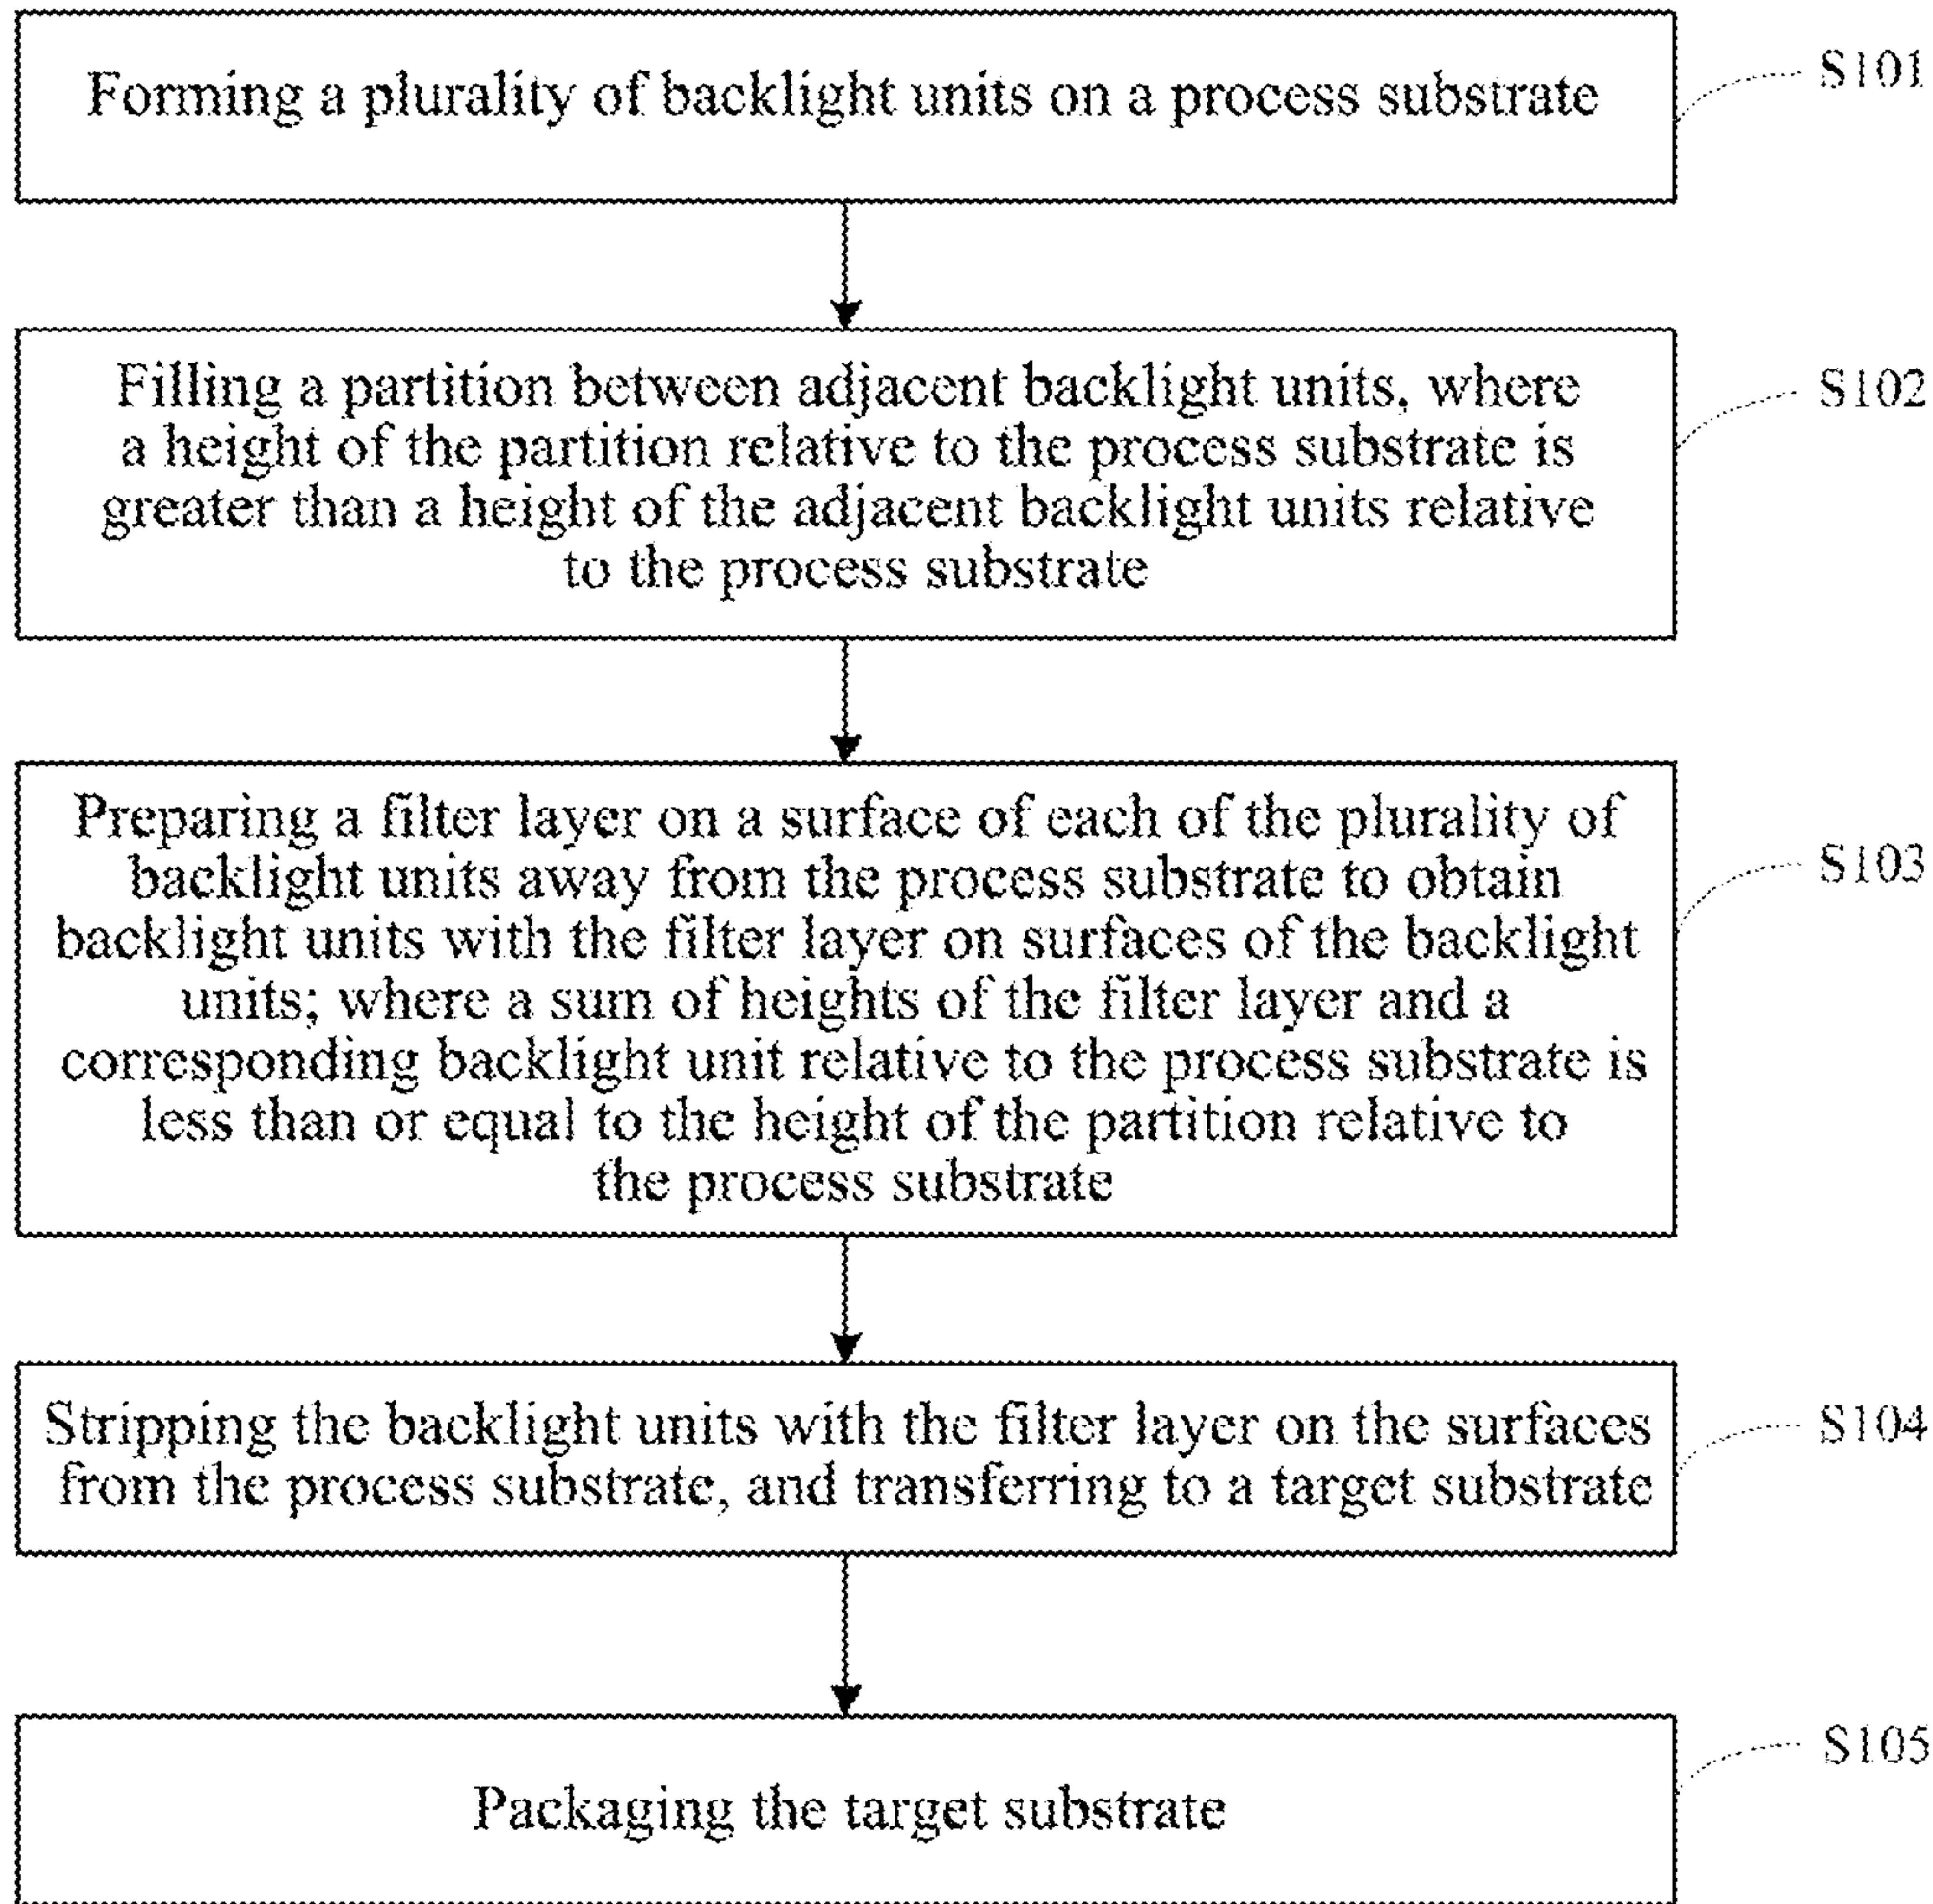 Forming a plurality of backlight units on a process substrate
S101
Filling a partition between adjacent backlight units, where
a height of the partition relative to the process substrate is
greater than a height of the adjacent backlight units relative
to the process substrate
S102
Preparing a filter layer on a surface of each of the plurality of
backlight units away from the process substrate to obtain
backlight units with the filter layer on surfaces of the backlight
units; where a sum of heights of the filter layer and a
corresponding backlight unit relative to the process substrate is
less than or equal to the height of the partition relative to
the process substrate
S103
Stripping the backlight units with the filter layer on the surfaces
from the process substrate, and transferring to a target substrate
S104
Packaging the target substrate
S105